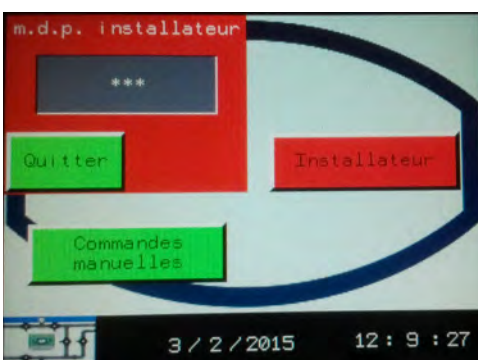 m.d.p. installateur
***
Quitter
Installateur
Commandes
manuelles
3 / 2 / 2015
12 : 9 : 27